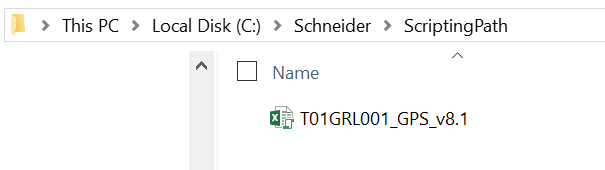 This PC > Local Disk (C:) > Schneider > ScriptingPath
Name
T01GRL001_GPS_v8.1